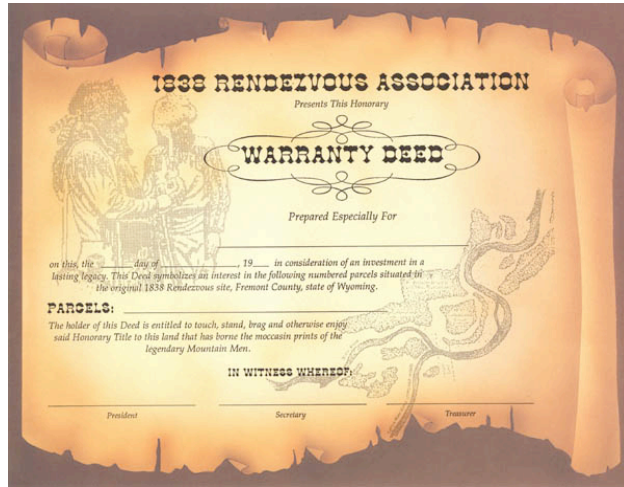 1838 RENDEZVOUS ASSOCIATION
Presents This Honorary
WARRANTY DEED
Prepared Especially For
on this, the ________ day of ________________, 19___ in consideration of an investment in a
lasting legacy. This Deed symbolizes an interest in the following numbered parcels situated in
the original 1838 Rendezvous site, Fremont County, state of Wyoming.
PARCELS:
The holder of this Deed is entitled to touch, stand, brag and otherwise enjoy
said Honorary Title to this land that has borne the moccasin prints of the
legendary Mountain Men.
IN WITNESS WHEREOF:
President Secretary Treasurer